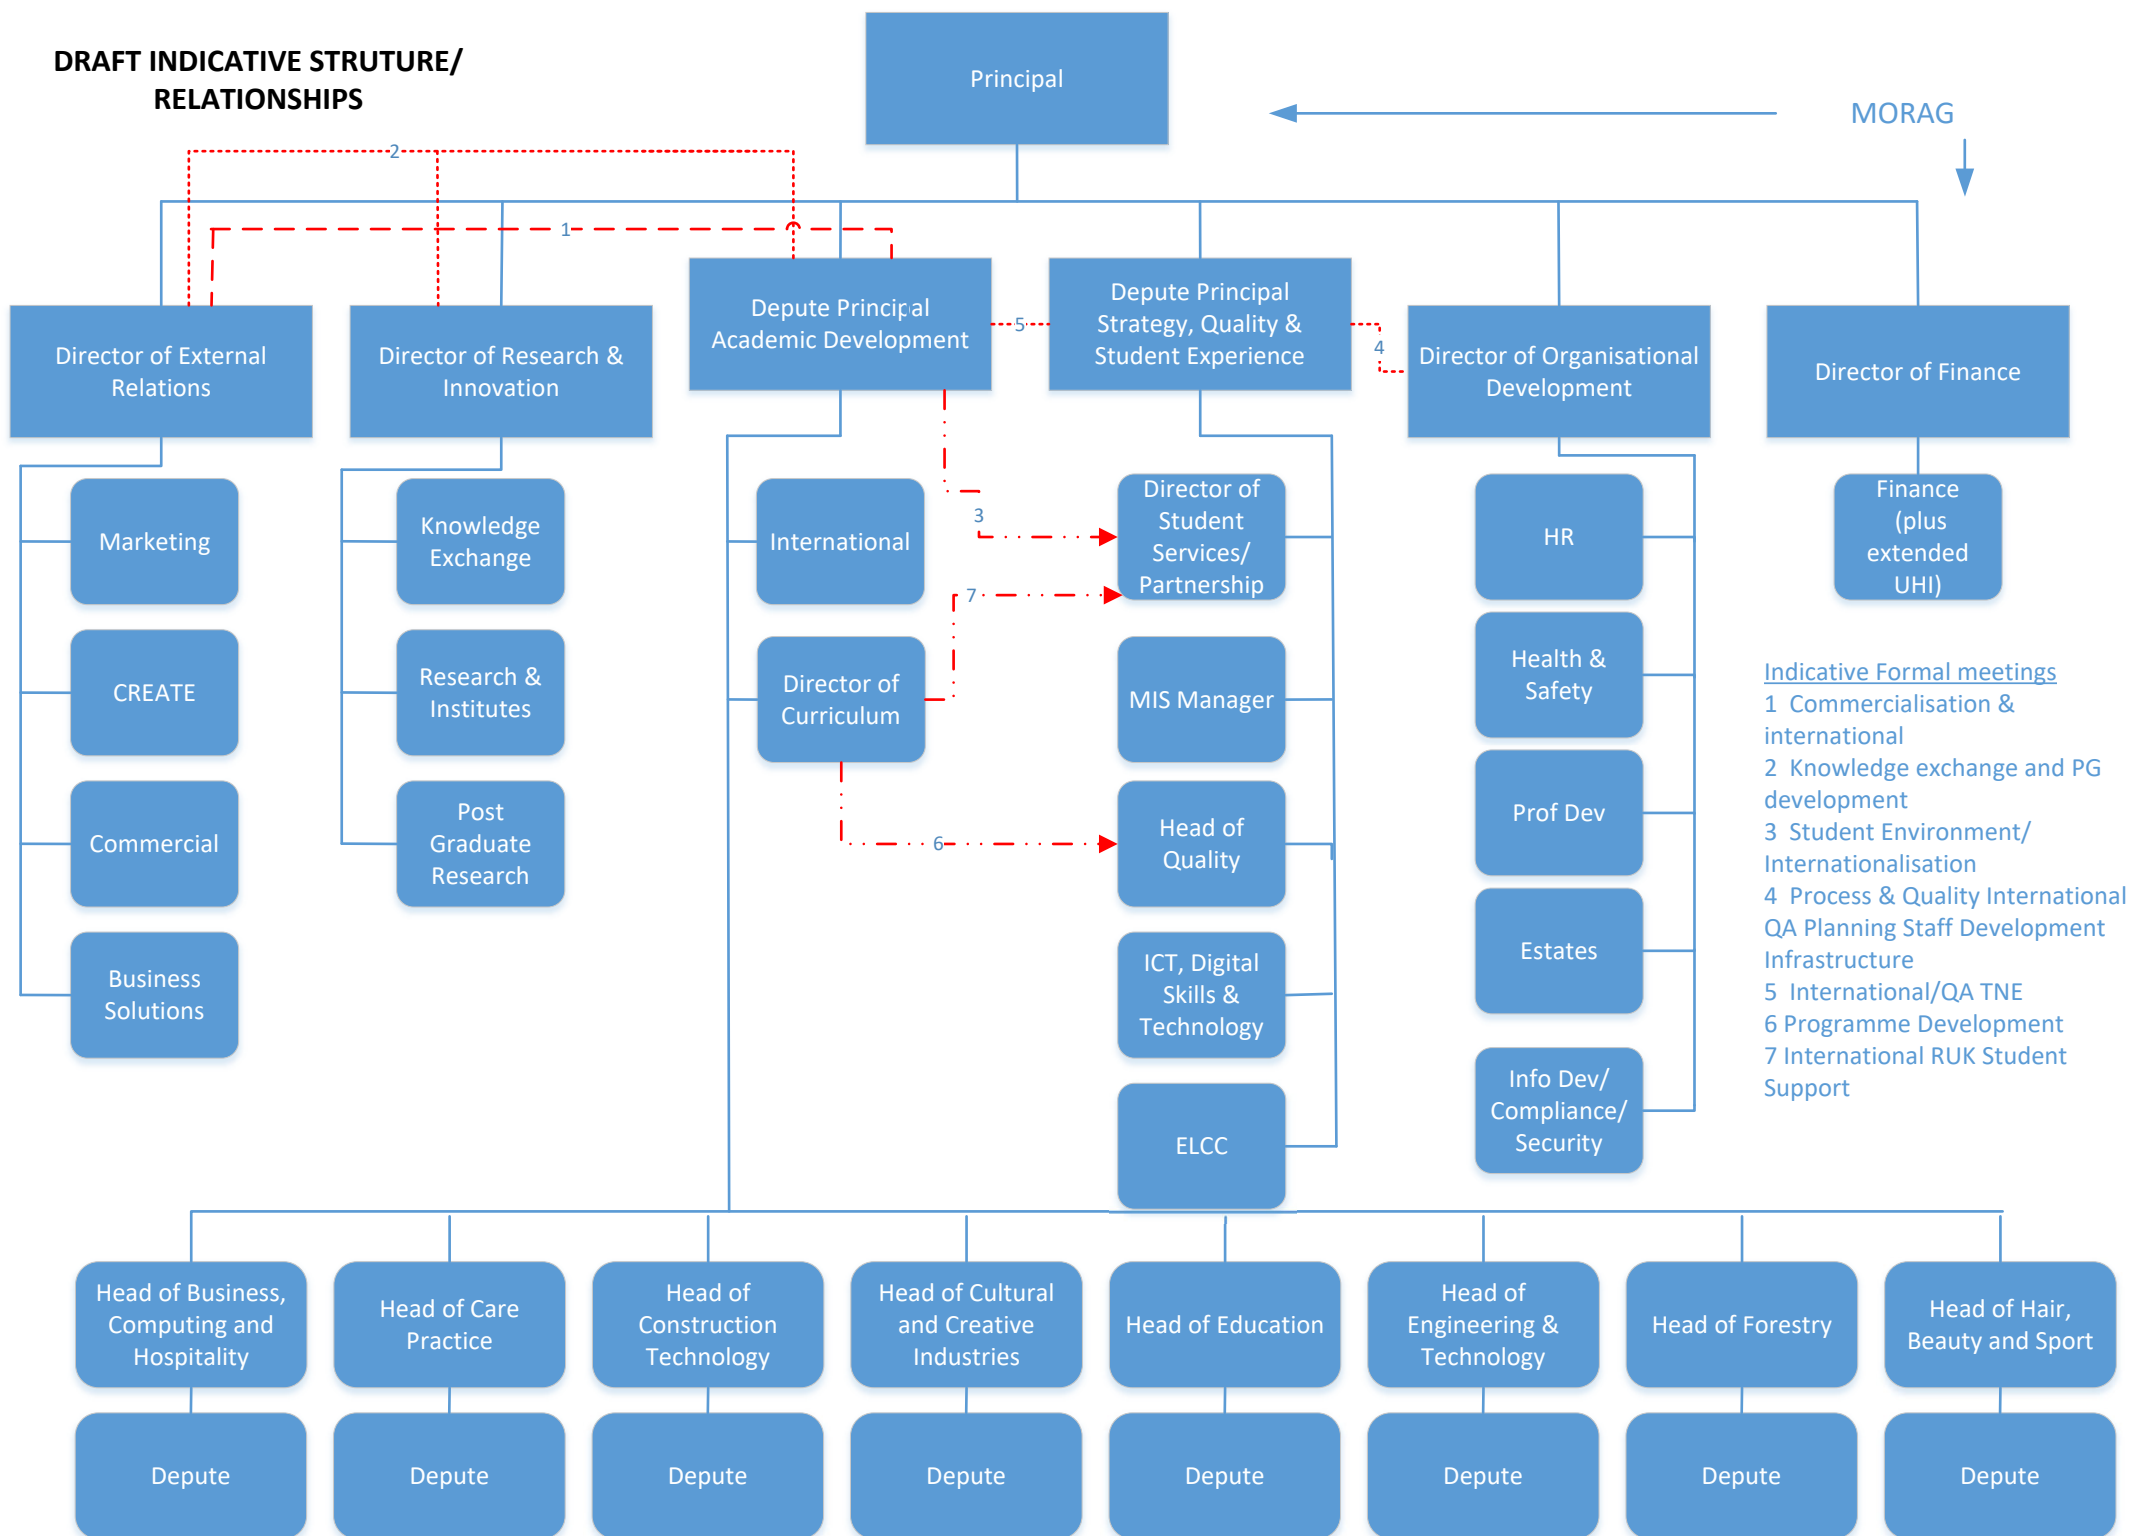 DRAFT INDICATIVE STRUTURE/
RELATIONSHIPS
Principal
MORAG
2
1
Director of External
Relations
Director of Research &
Innovation
Depute Principal
Academic Development
5
Depute Principal
Strategy, Quality &
Student Experience
4
Director of Organisational
Development
Director of Finance
Marketing
CREATE
Commercial
Business
Solutions
Knowledge
Exchange
Research &
Institutes
Post
Graduate
Research
International
Director of
Curriculum
3
7
6
Director of
Student
Services/
Partnership
MIS Manager
Head of
Quality
ICT, Digital
Skills &
Technology
ELCC
HR
Health &
Safety
Prof Dev
Estates
Info Dev/
Compliance/
Security
Finance
(plus
extended
UHI)
Indicative Formal meetings
1 Commercialisation &
international
2 Knowledge exchange and PG
development
3 Student Environment/
Internationalisation
4 Process & Quality International
QA Planning Staff Development
Infrastructure
5 International/QA TNE
6 Programme Development
7 International RUK Student
Support
Head of Business,
Computing and
Hospitality
Head of Care
Practice
Head of
Construction
Technology
Head of Cultural
and Creative
Industries
Head of Education
Head of
Engineering &
Technology
Head of Forestry
Head of Hair,
Beauty and Sport
Depute
Depute
Depute
Depute
Depute
Depute
Depute
Depute